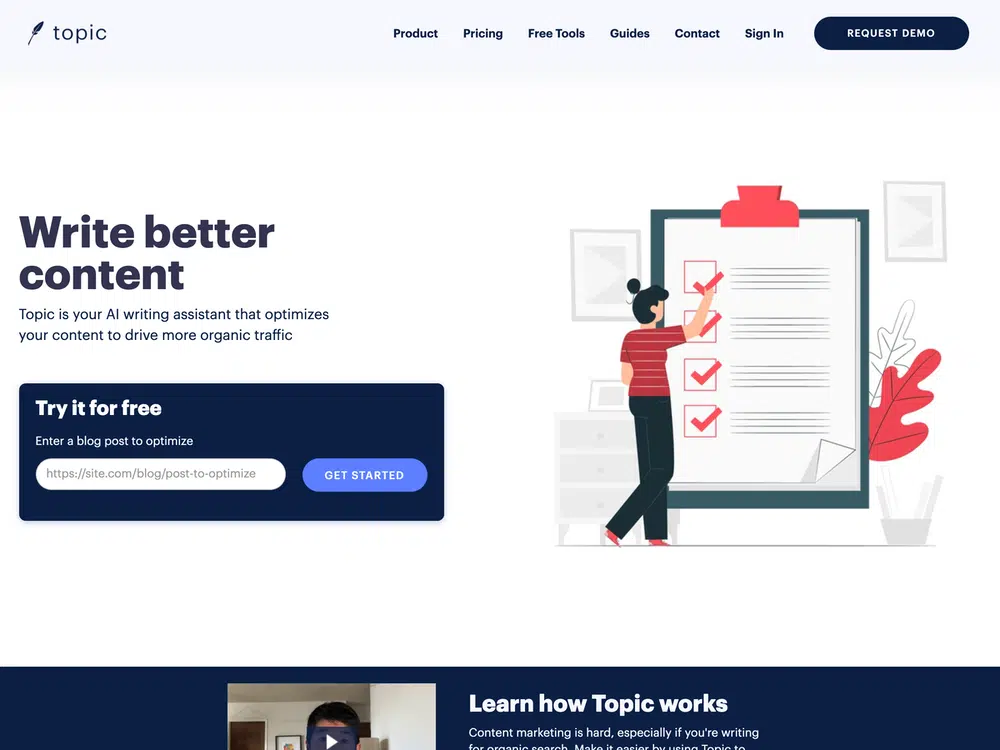 topic
Product
Pricing
Free Tools
Guides
Contact
Sign In
REQUEST DEMO
Write better
content
Topic is your AI writing assistant that optimizes
your content to drive more organic traffic
Try it for free
Enter a blog post to optimize
https://site.com/blog/post-to-optimize
GET STARTED
Learn how Topic works
Content marketing is hard, especially if you're writing
for organic search. Make it easier by using Topic to